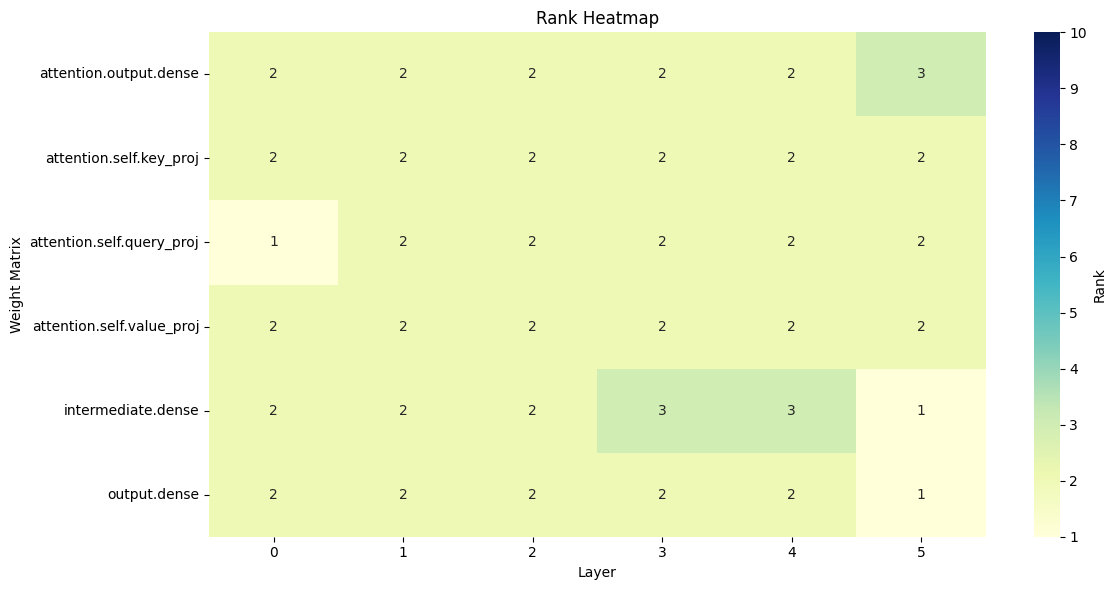 Rank Heatmap
attention.output.dense 2 2 2 2 2 3
attention.self.key_proj 2 2 2 2 2 2
attention.self.query_proj 1 2 2 2 2 2
attention.self.value_proj 2 2 2 2 2 2
intermediate.dense 2 2 2 3 3 1
output.dense 2 2 2 2 2 1
0 1 2 3 4 5
Layer
Weight Matrix
10
9
8
7
6
5
4
3
2
1
Rank